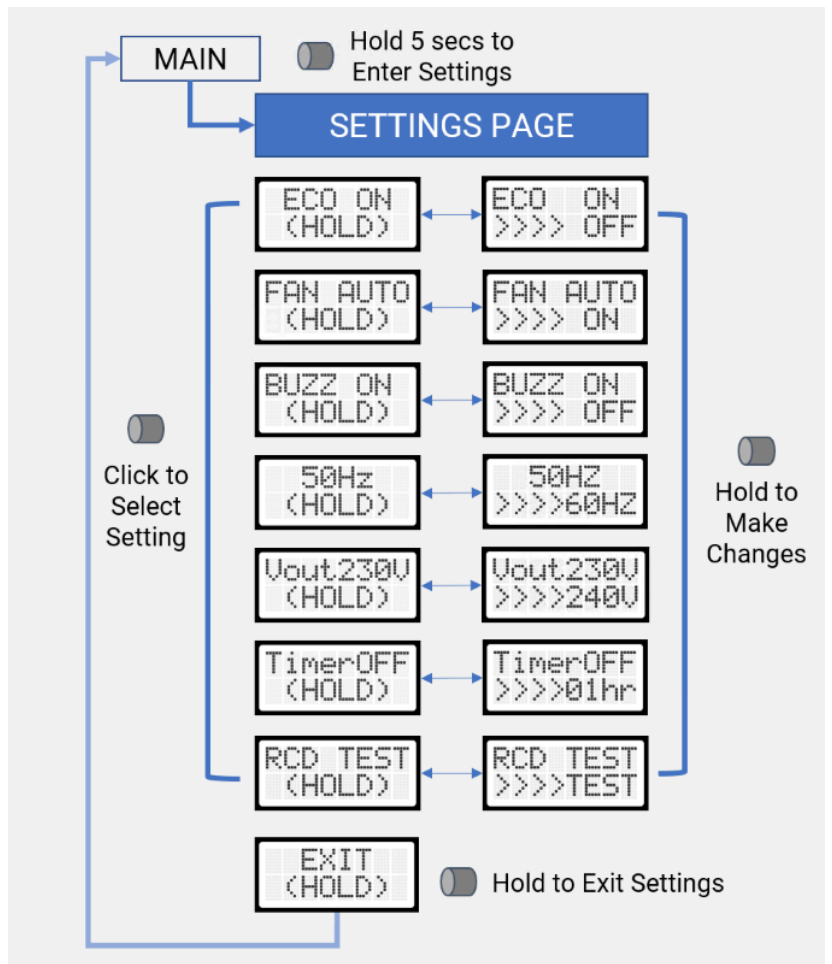 MAIN
Hold 5 secs to
Enter Settings
SETTINGS PAGE
ECO ON
(HOLD)
ECO ON
>>>> OFF
FAN AUTO
(HOLD)
FAN AUTO
>>>> ON
BUZZ ON
(HOLD)
BUZZ ON
>>>> OFF
Click to
Select
Setting
50Hz
(HOLD)
50HZ
>>>>60HZ
Hold to
Make
Changes
Vout230V
(HOLD)
Vout230V
>>>>240V
TimerOFF
(HOLD)
TimerOFF
>>>>01hr
RCD TEST
(HOLD)
RCD TEST
>>>>TEST
EXIT
(HOLD)
Hold to Exit Settings